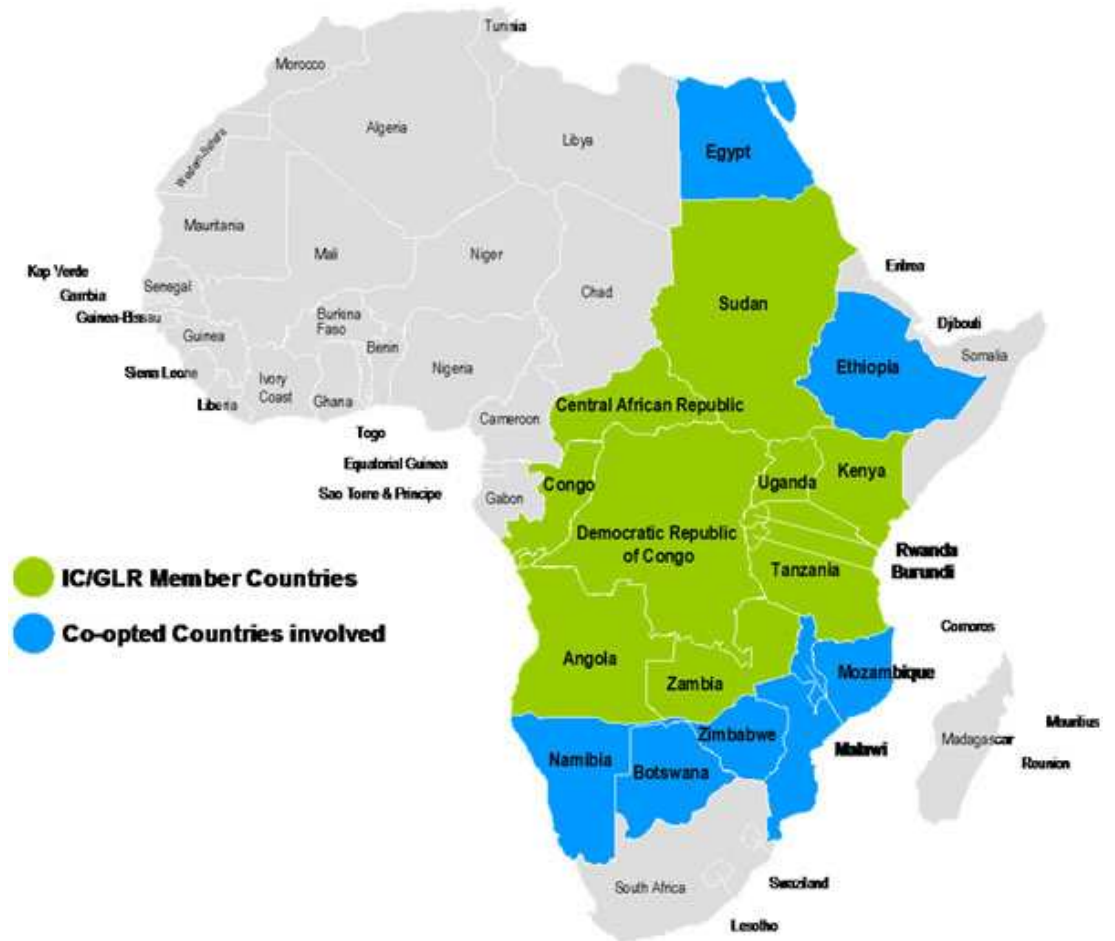 Tunisia
Morocco
Algeria
Libya
Egypt
Mauritania
Mali
Niger
Chad
Sudan
Eritrea
Kap Verde
Senegal
Gambia
Guinea-Bissau
Guinea
Burkina
Faso
Benin
Nigeria
Djibouti
Somalia
Ethiopia
Sierra Leone
Ivory
Coast
Ghana
Liberia
Cameroon
Central African Republic
Togo
Equatorial Guinea
Sao Torre & Principe
Gabon
Congo
Uganda
Kenya
Democratic Republic
of Congo
Rwanda
Burundi
Tanzania
IC/GLR Member Countries
Co-opted Countries involved
Comoros
Angola
Zambia
Mozambique
Malawi
Zimbabwe
Namibia
Botswana
Madagascar
Mauritius
Reunion
South Africa
Swaziland
Lesotho